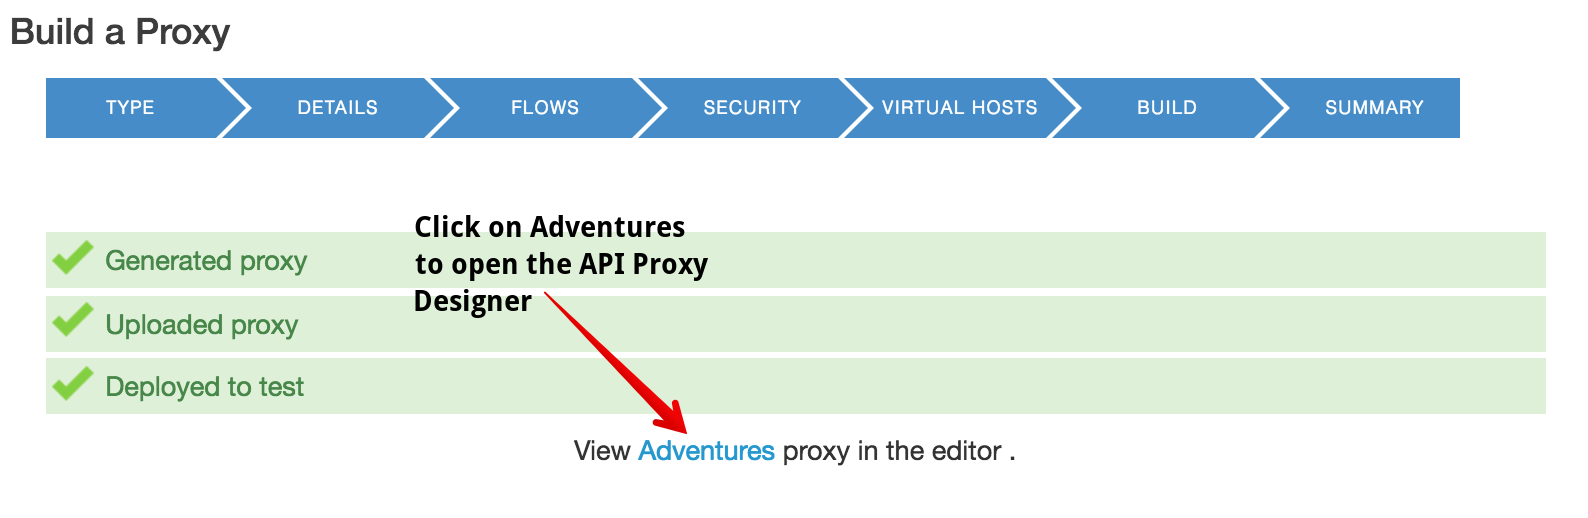 Build a Proxy
TYPE DETAILS FLOWS SECURITY VIRTUAL HOSTS BUILD SUMMARY
Click on Adventures
to open the API Proxy
Designer
Generated proxy
Uploaded proxy
Deployed to test
View Adventures proxy in the editor .